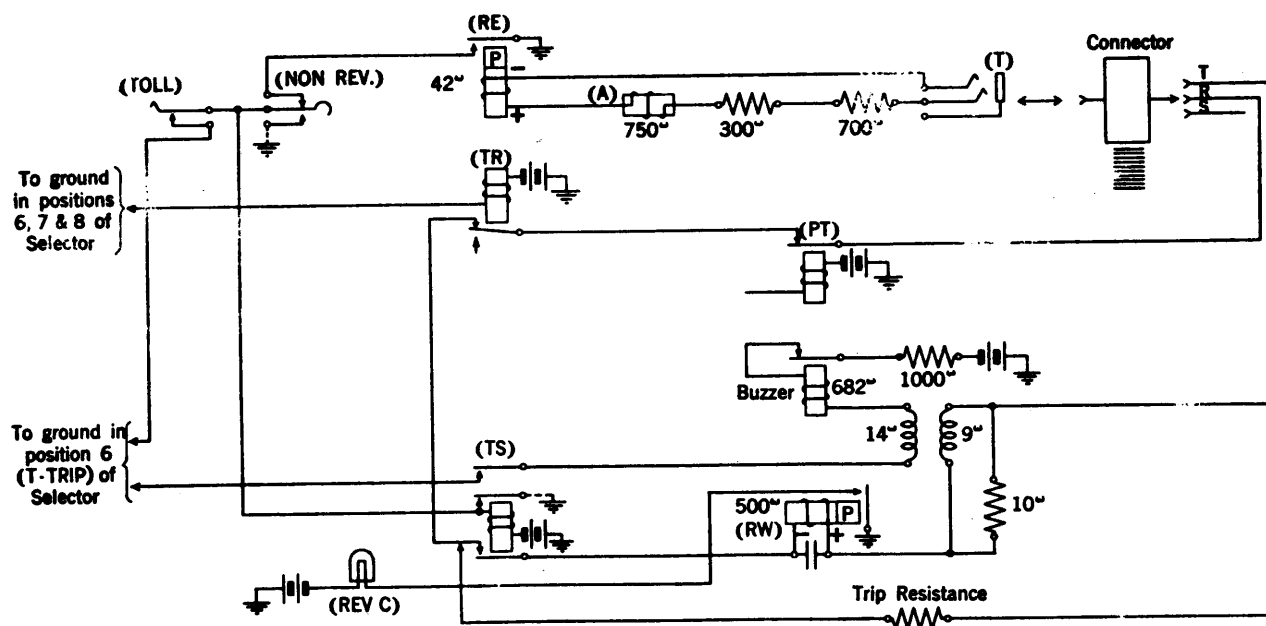 (RE)
Connector
P
(TOLL)
(NON REV.)
42ω
−
+
(A)
750ω
300ω
700ω
(T)
T
R
S
(TR)
To ground
in positions
6, 7 & 8 of
Selector
(PT)
Buzzer
682ω
1000ω
To ground in
position 6
(T-TRIP) of
Selector
(TS)
14ω
9ω
500ω
(RW)
P
−
+
10ω
(REV C)
Trip Resistance